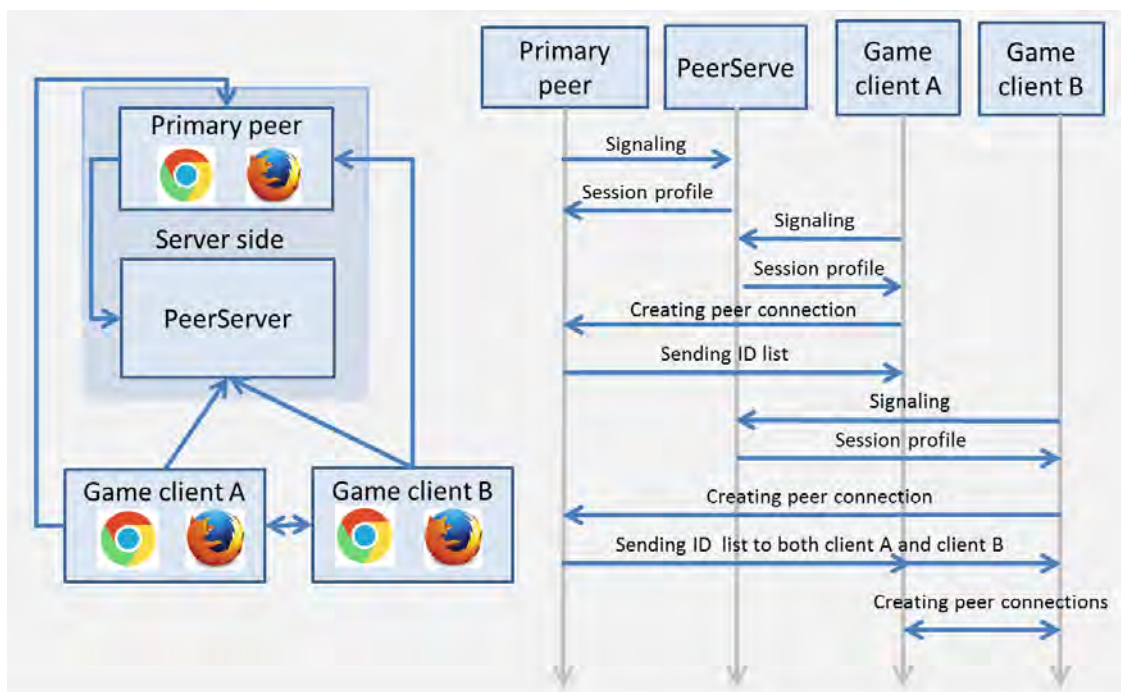 Primary peer
Server side
PeerServer
Game client A
Game client B
Primary
peer
PeerServe
Game
client A
Game
client B
Signaling
Session profile
Signaling
Session profile
Creating peer connection
Sending ID list
Signaling
Session profile
Creating peer connection
Sending ID list to both client A and client B
Creating peer connections